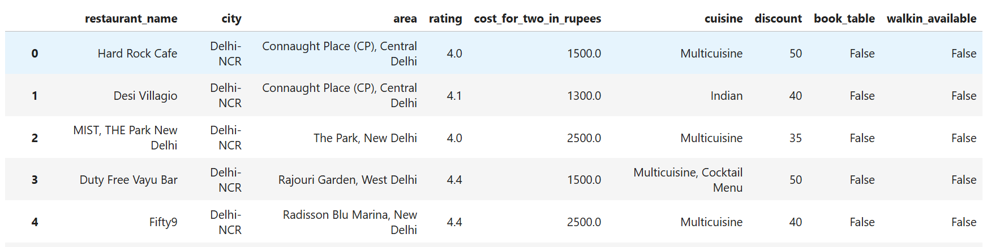 restaurant_name city area rating cost_for_two_in_rupees cuisine discount book_table walkin_available
0 Hard Rock Cafe Delhi-NCR Connaught Place (CP), Central Delhi 4.0 1500.0 Multicuisine 50 False False
1 Desi Villagio Delhi-NCR Connaught Place (CP), Central Delhi 4.1 1300.0 Indian 40 False False
2 MIST, THE Park New Delhi Delhi-NCR The Park, New Delhi 4.0 2500.0 Multicuisine 35 False False
3 Duty Free Vayu Bar Delhi-NCR Rajouri Garden, West Delhi 4.4 1500.0 Multicuisine, Cocktail Menu 50 False False
4 Fifty9 Delhi-NCR Radisson Blu Marina, New Delhi 4.4 2500.0 Multicuisine 40 False False